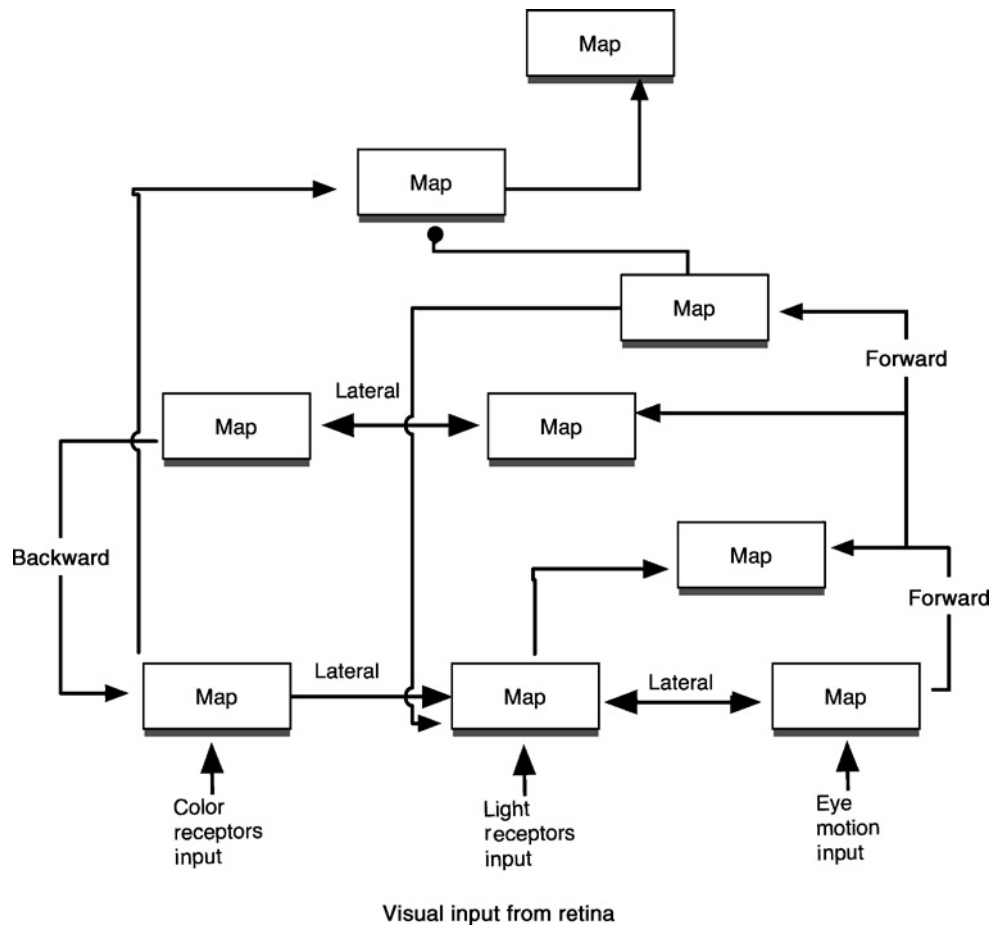 Map
Map
Map
Forward
Lateral
Map
Map
Backward
Map
Forward
Lateral
Lateral
Map
Map
Map
Color
receptors
input
Light
receptors
input
Eye
motion
input
Visual input from retina